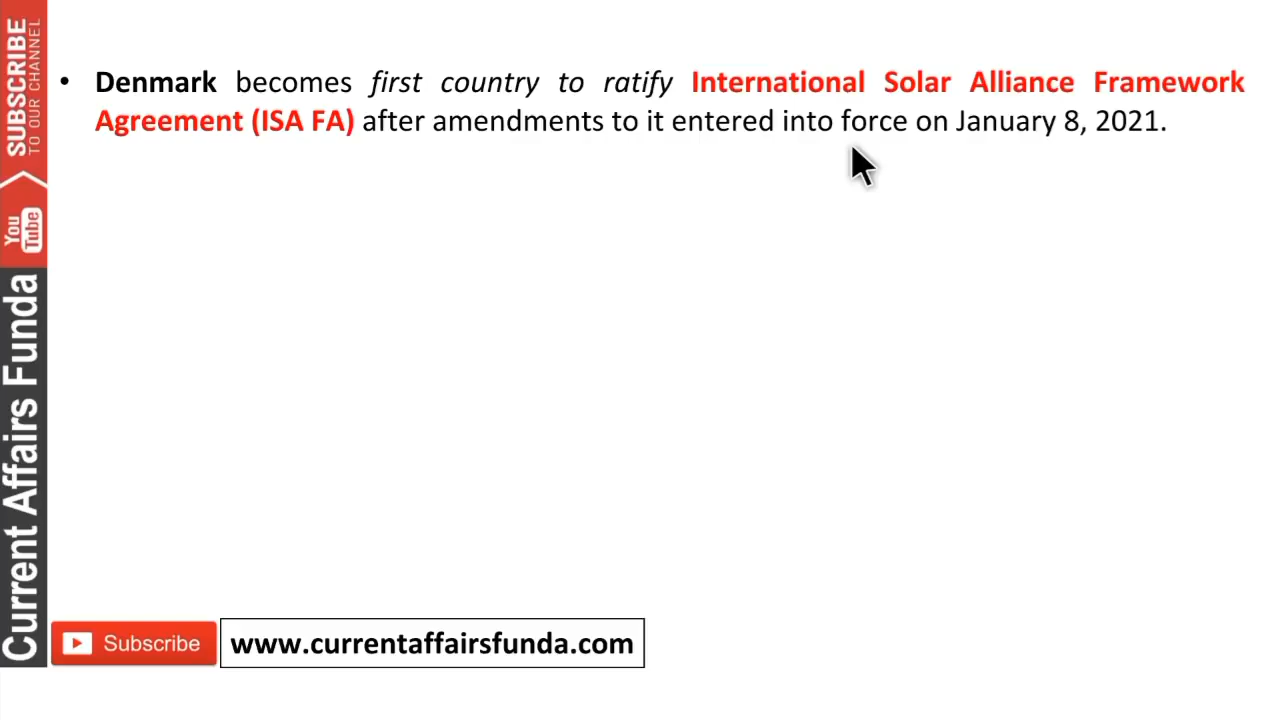 • Denmark becomes first country to ratify International Solar Alliance Framework
Agreement (ISA FA) after amendments to it entered into force on January 8, 2021.
SUBSCRIBE
TO OUR CHANNEL
You
Tube
Current Affairs Funda
Subscribe
www.currentaffairsfunda.com